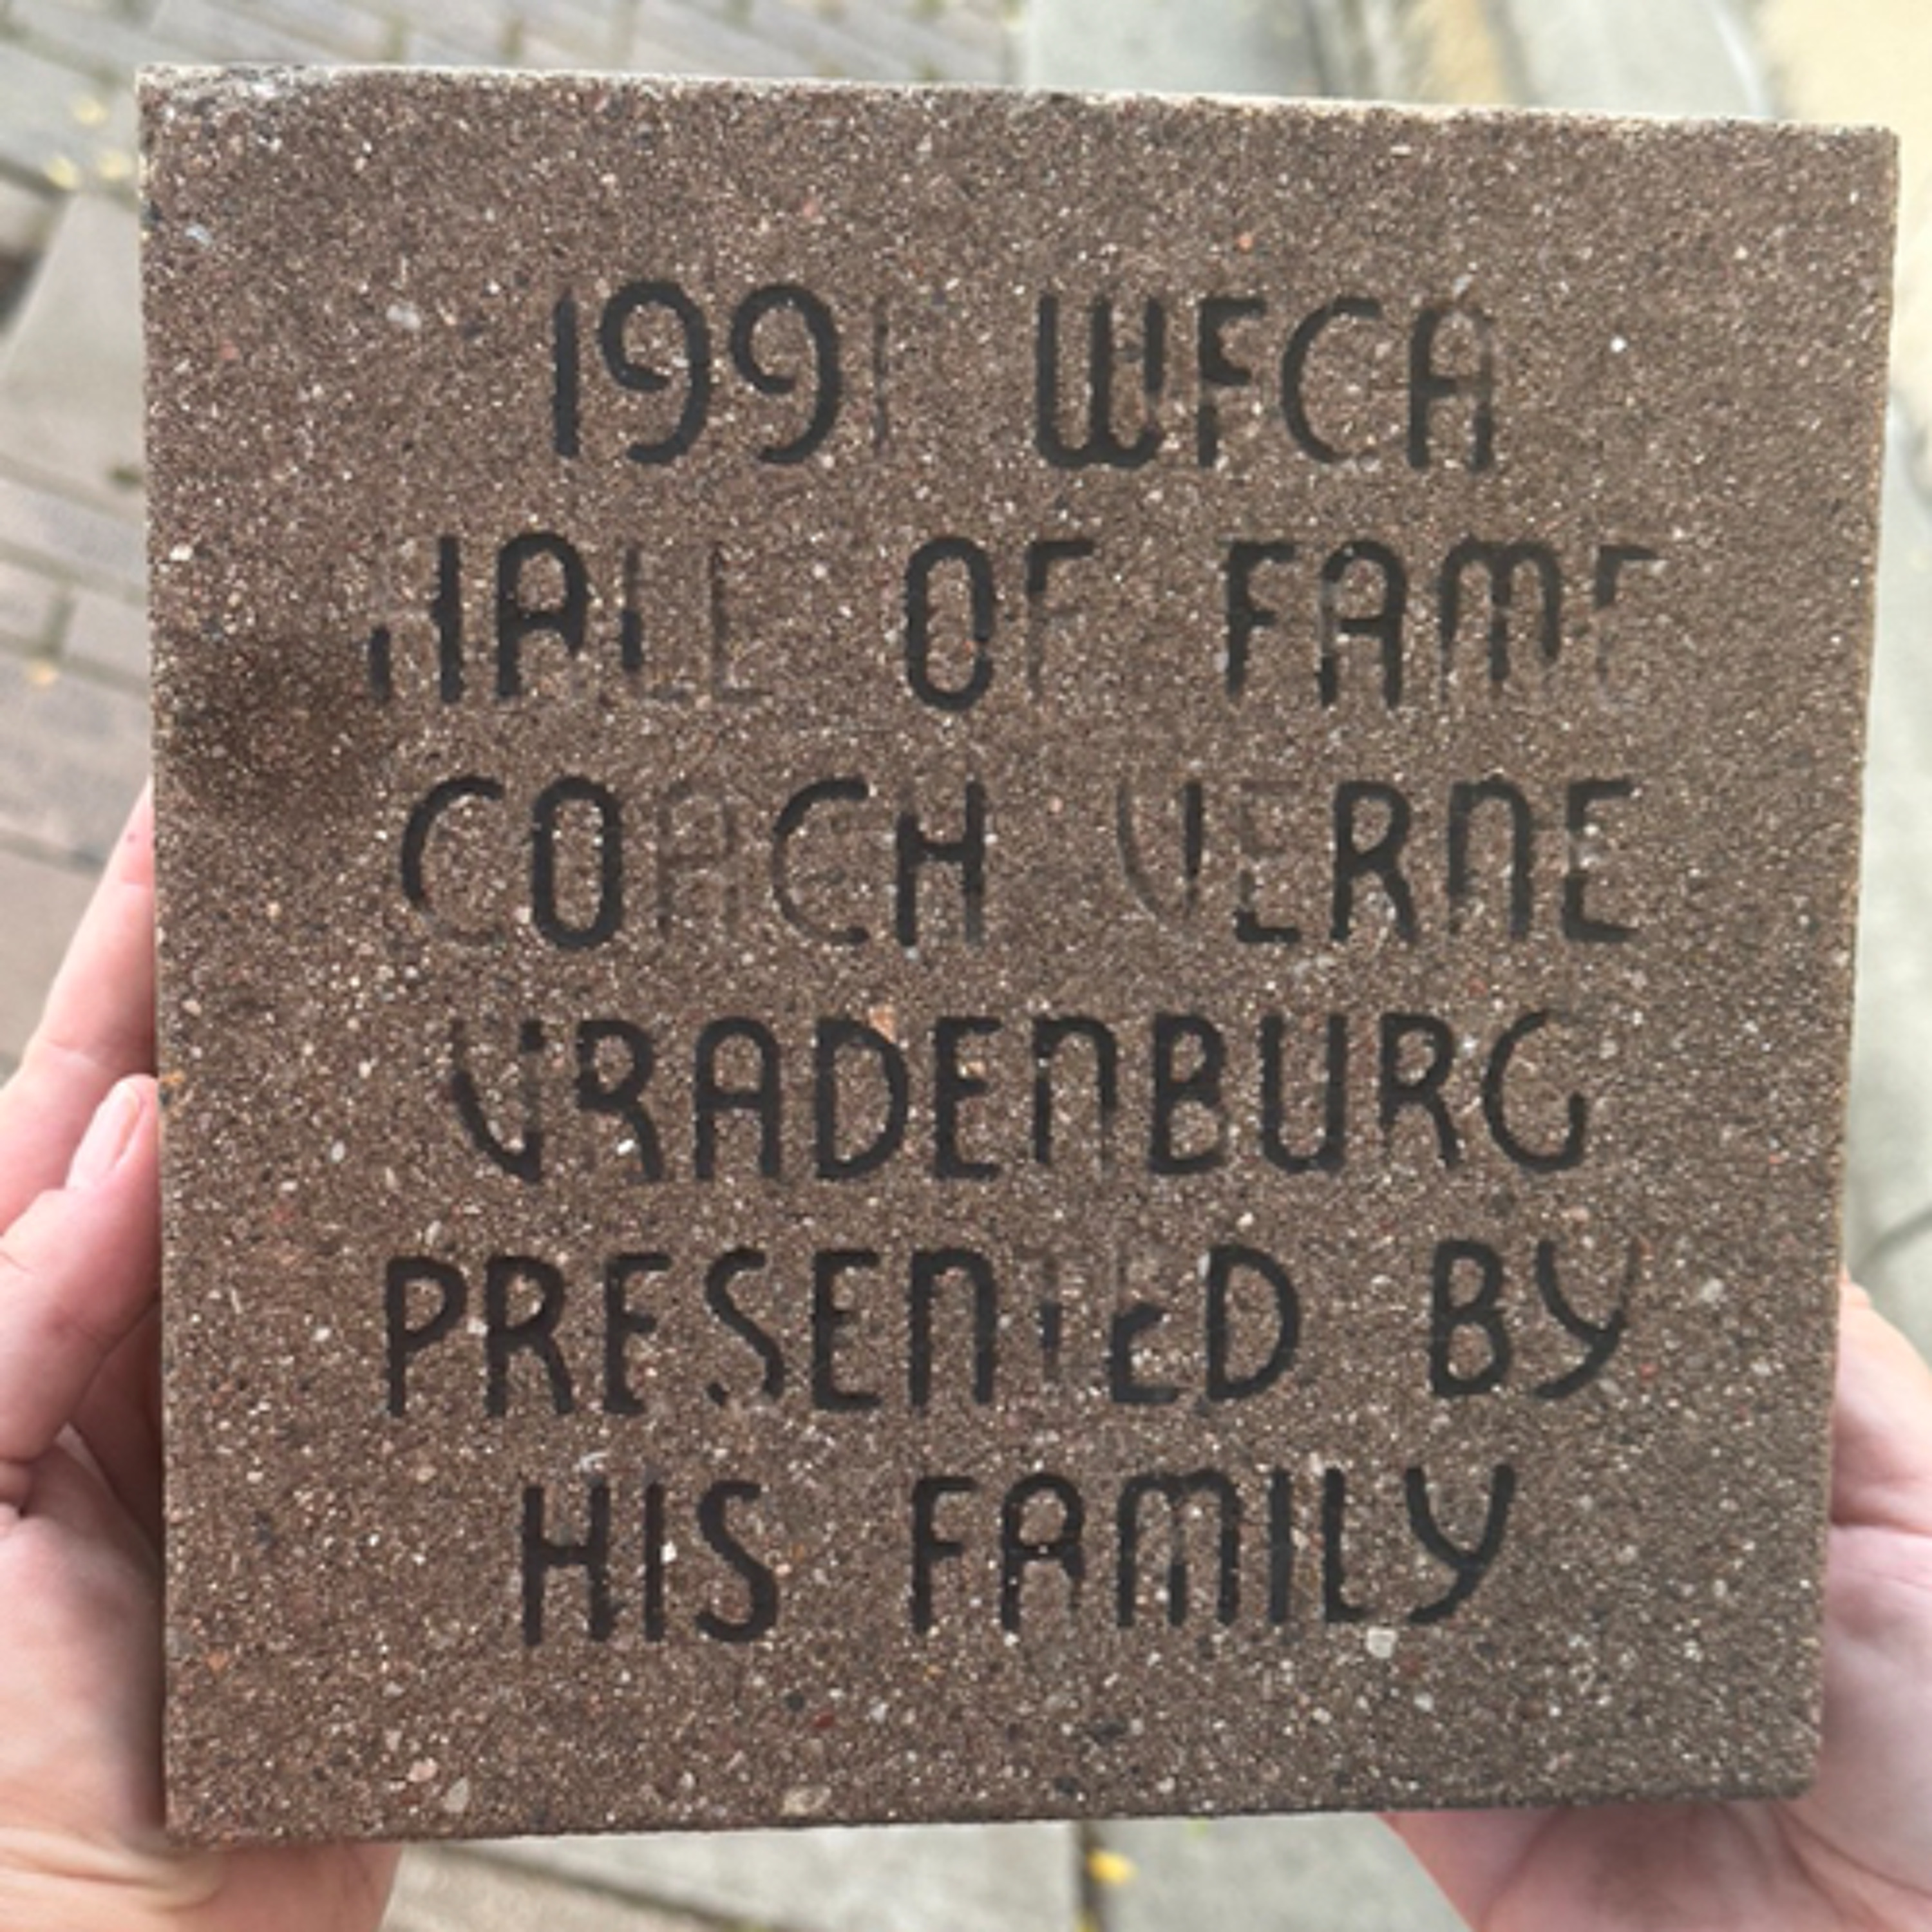 1991 WFCA
HALL OF FAME
COACH VERNE
VRADENBURG
PRESENTED BY
HIS FAMILY